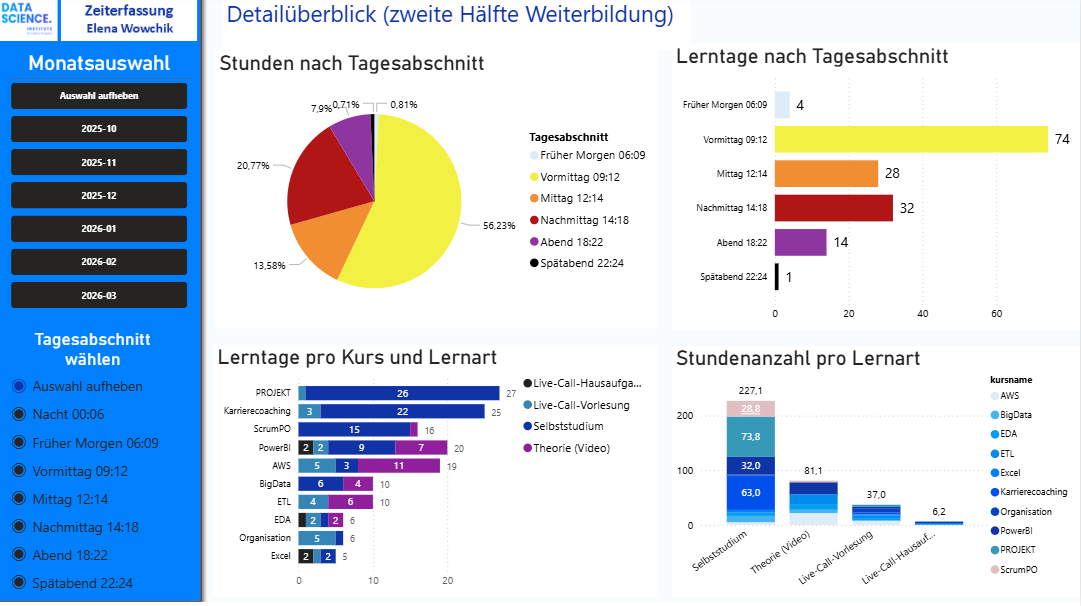 DATA
SCIENCE.
INSTITUTE
Zeiterfassung
Elena Wowchik
Detailüberblick (zweite Hälfte Weiterbildung)
Monatsauswahl
Auswahl aufheben
2025-10
2025-11
2025-12
2026-01
2026-02
2026-03
Tagesabschnitt
wählen
Auswahl aufheben
Nacht 00:06
Früher Morgen 06:09
Vormittag 09:12
Mittag 12:14
Nachmittag 14:18
Abend 18:22
Spätabend 22:24
Stunden nach Tagesabschnitt
0,71%
0,81%
7,9%
20,77%
56,23%
13,58%
Tagesabschnitt
Früher Morgen 06:09
Vormittag 09:12
Mittag 12:14
Nachmittag 14:18
Abend 18:22
Spätabend 22:24
Lerntage nach Tagesabschnitt
Früher Morgen 06:09 4
Vormittag 09:12 74
Mittag 12:14 28
Nachmittag 14:18 32
Abend 18:22 14
Spätabend 22:24 1
0 20 40 60
Lerntage pro Kurs und Lernart
PROJEKT 26 27
Karrierecoaching 3 22 25
ScrumPO 15 16
PowerBI 2 2 9 7 20
AWS 5 3 11 19
BigData 6 4 10
ETL 4 6 10
EDA 2 2 6
Organisation 5 6
Excel 2 2 5
0 10 20
Live-Call-Hausaufga...
Live-Call-Vorlesung
Selbststudium
Theorie (Video)
Stundenanzahl pro Lernart
227,1
200
28,8
73,8
100
32,0
63,0
0
81,1
37,0
6,2
Selbststudium
Theorie (Video)
Live-Call-Vorlesung
Live-Call-Hausauf...
kursname
AWS
BigData
EDA
ETL
Excel
Karrierecoaching
Organisation
PowerBI
PROJEKT
ScrumPO